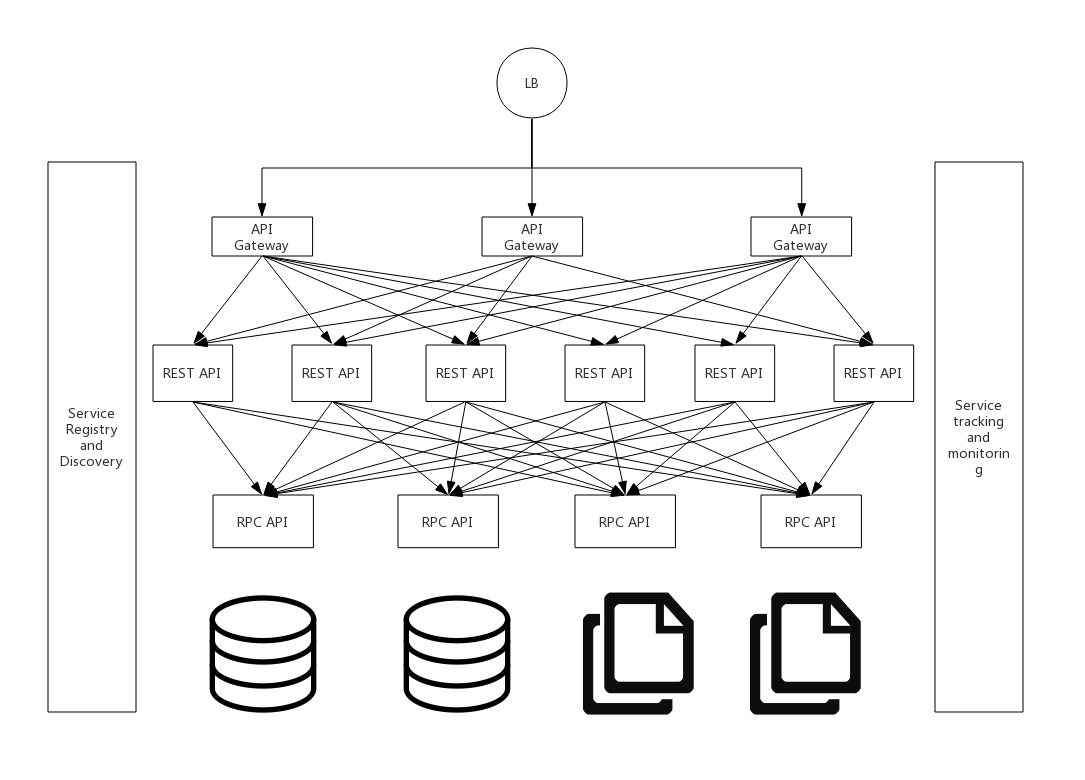 LB
API
Gateway
API
Gateway
API
Gateway
REST API
REST API
REST API
REST API
REST API
REST API
Service
Registry
and
Discovery
Service
tracking
and
monitorin
g
RPC API
RPC API
RPC API
RPC API